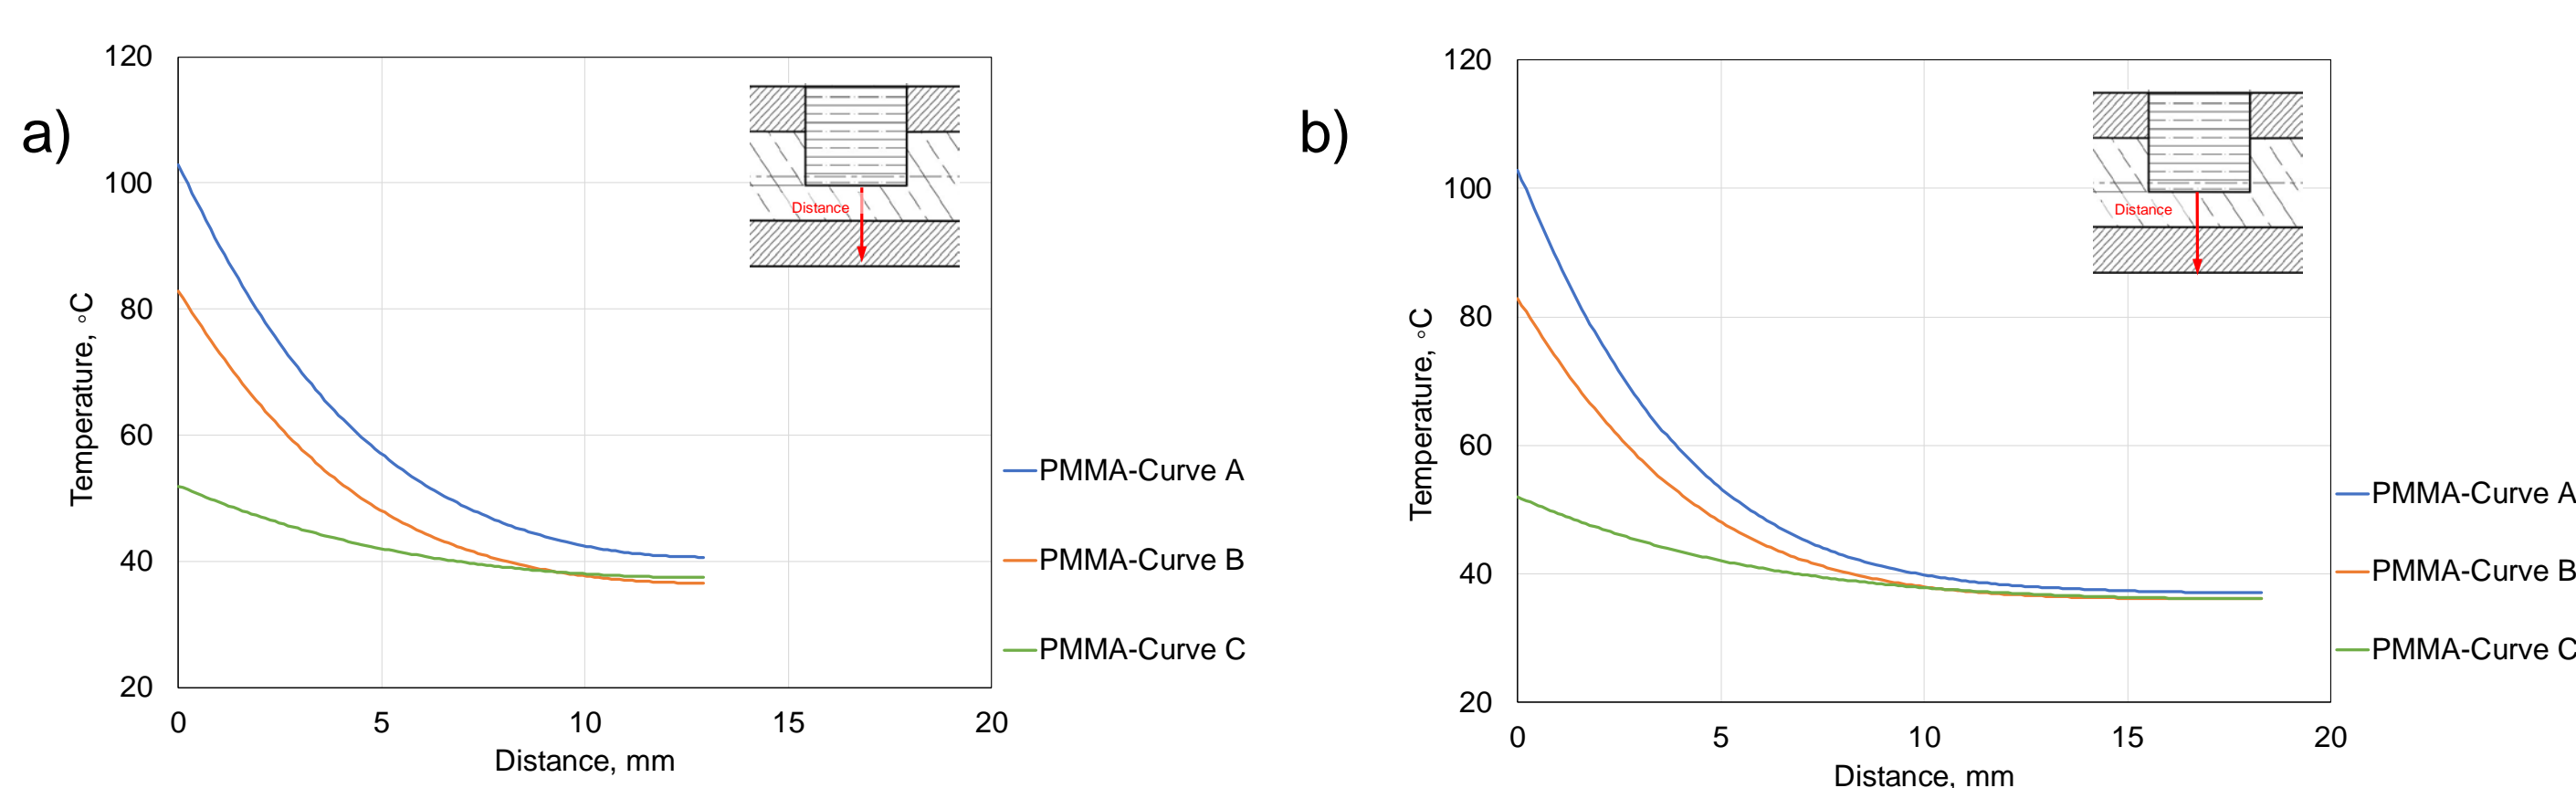 a)
120
100
80
60
40
20
Temperature, ◦C
0 5 10 15 20
Distance, mm
Distance
PMMA-Curve A
PMMA-Curve B
PMMA-Curve C
b)
120
100
80
60
40
20
Temperature, ◦C
0 5 10 15 20
Distance, mm
Distance
PMMA-Curve A
PMMA-Curve B
PMMA-Curve C